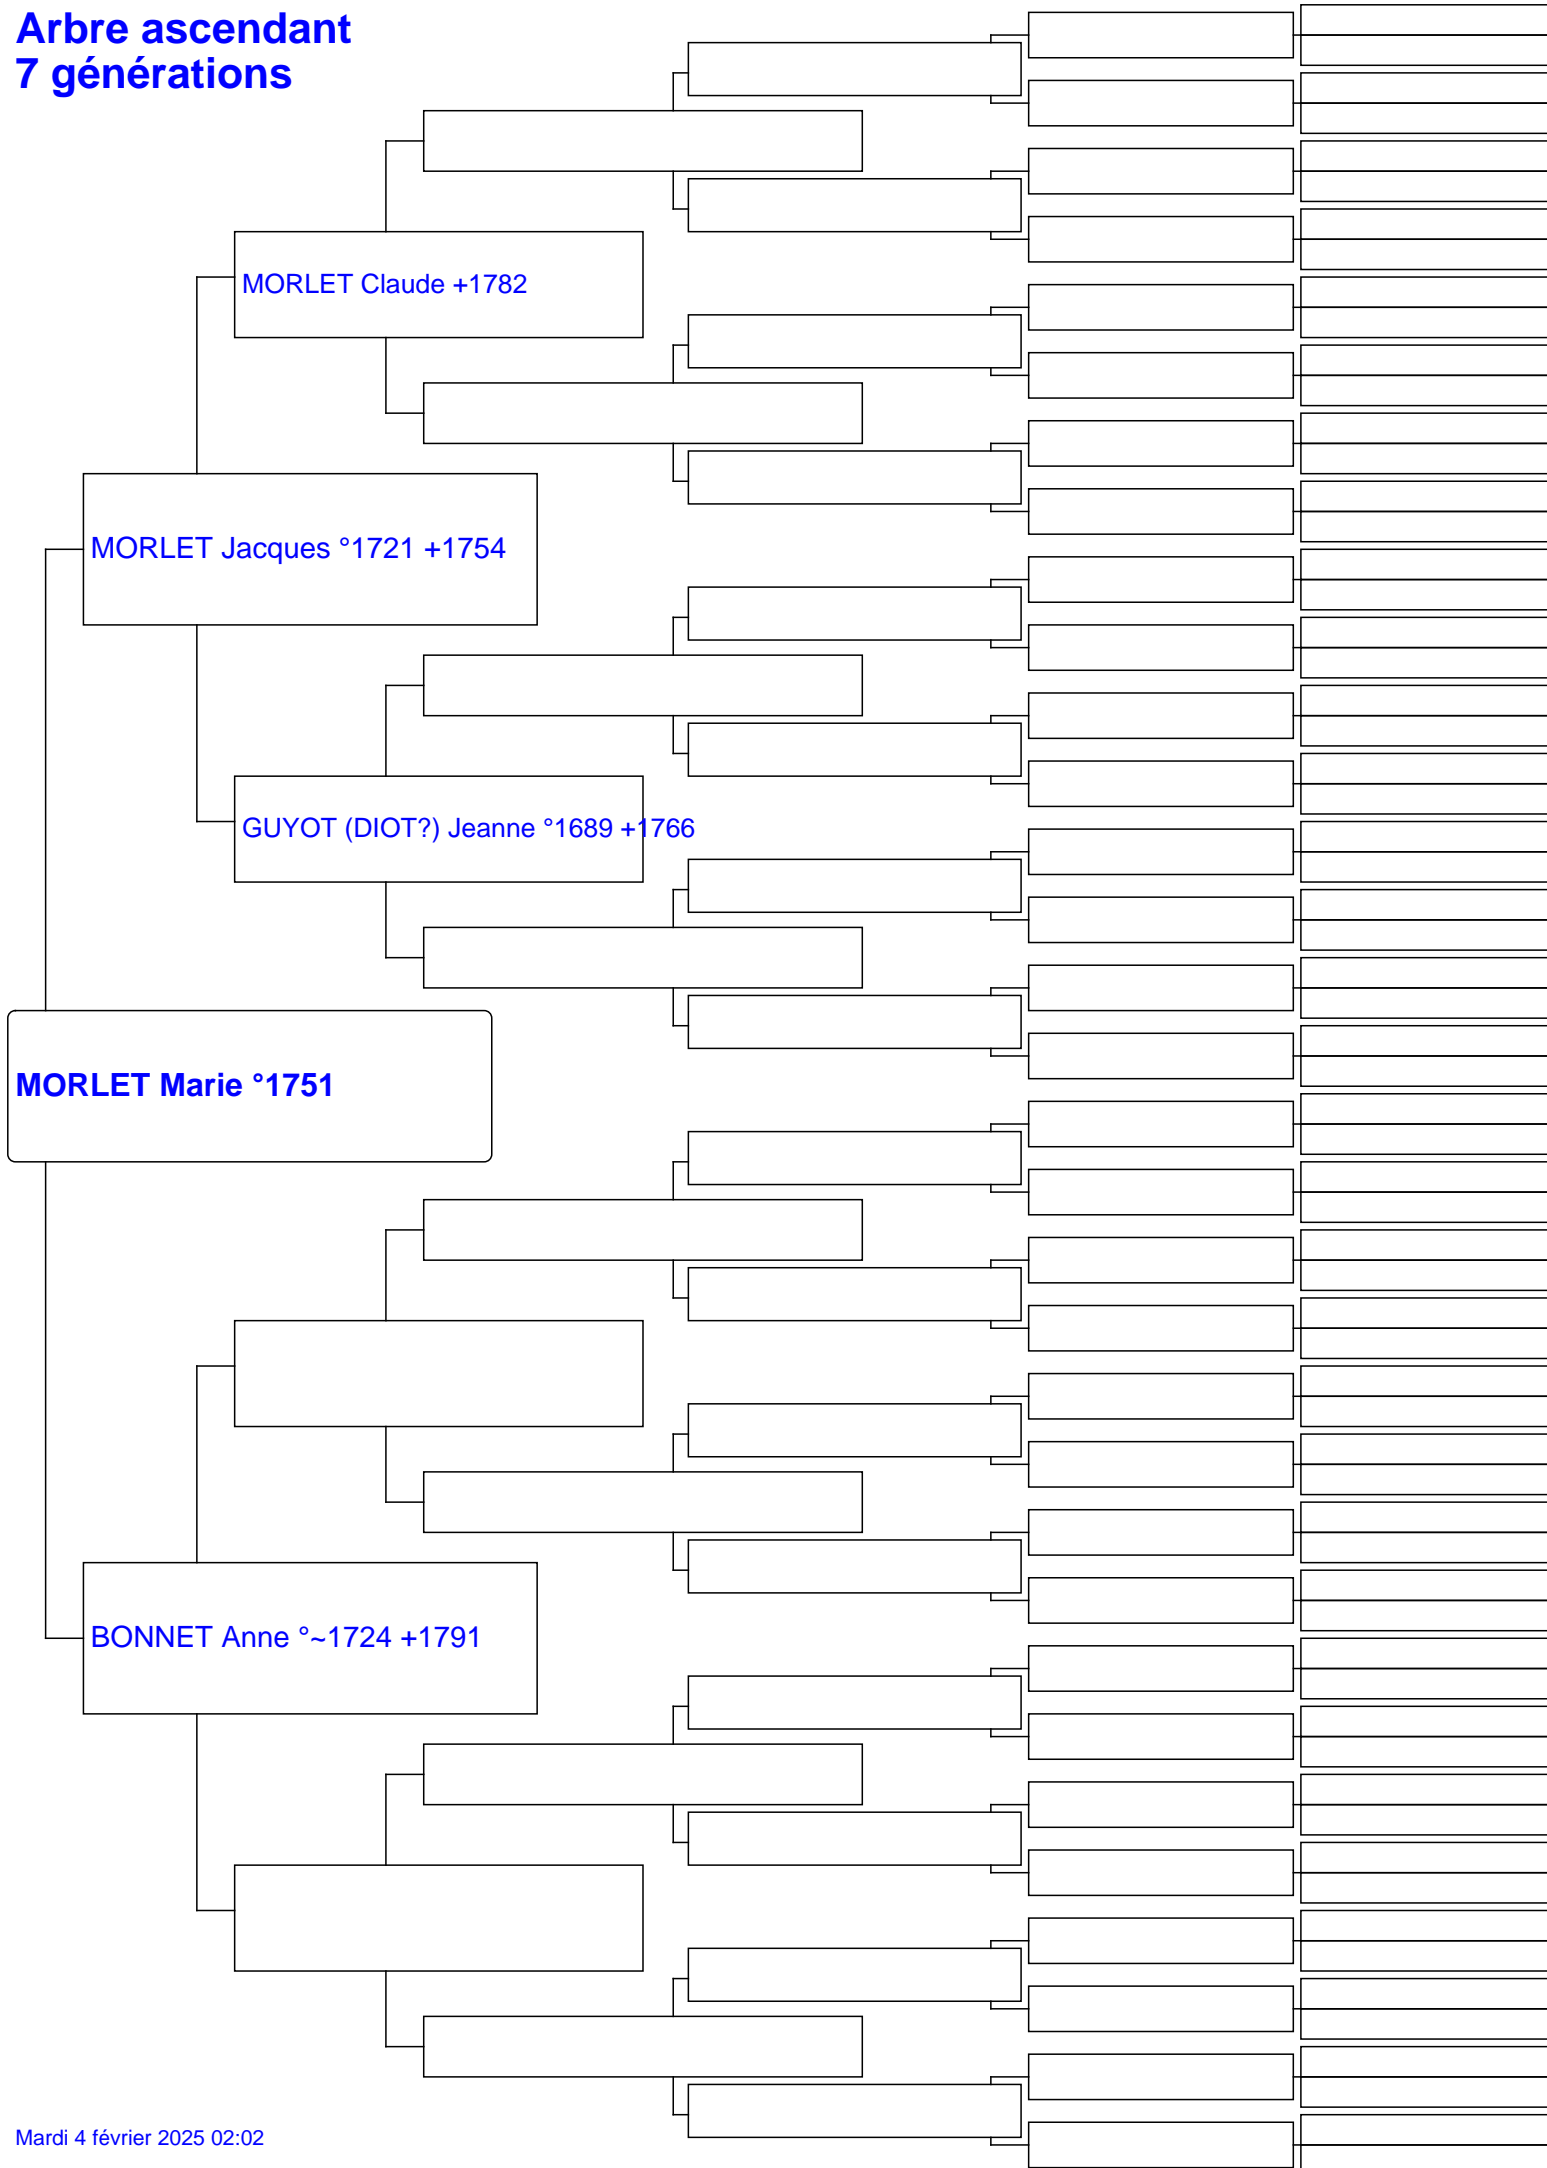 Arbre ascendant
7 générations
MORLET Claude +1782
MORLET Jacques °1721 +1754
GUYOT (DIOT?) Jeanne °1689 +1766
MORLET Marie °1751
BONNET Anne °~1724 +1791
Mardi 4 février 2025 02:02